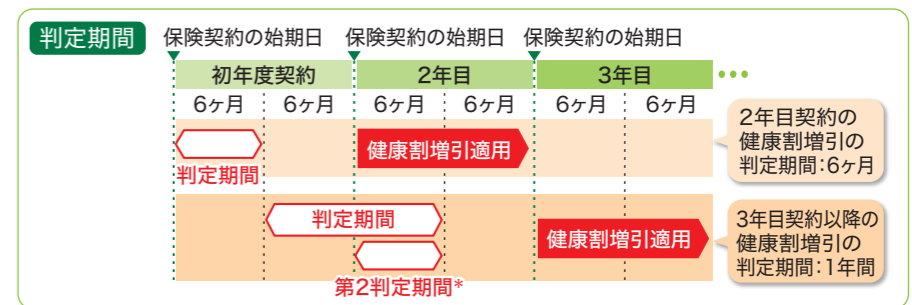 判定期間
保険契約の始期日 保険契約の始期日 保険契約の始期日
初年度契約 2年目 3年目 •••
6ヶ月 6ヶ月 6ヶ月 6ヶ月 6ヶ月 6ヶ月
健康割増引適用
判定期間
2年目契約の
健康割増引の
判定期間:6ヶ月
判定期間
健康割増引適用
第2判定期間*
3年目契約以降の
健康割増引の
判定期間:1年間